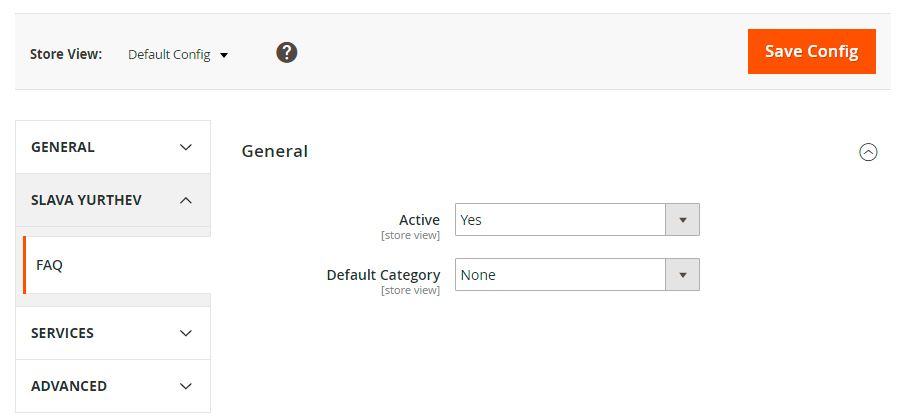 Store View: Default Config ?
Save Config
GENERAL
SLAVA YURTHEV
FAQ
SERVICES
ADVANCED
General
Active Yes
[store view]
Default Category None
[store view]